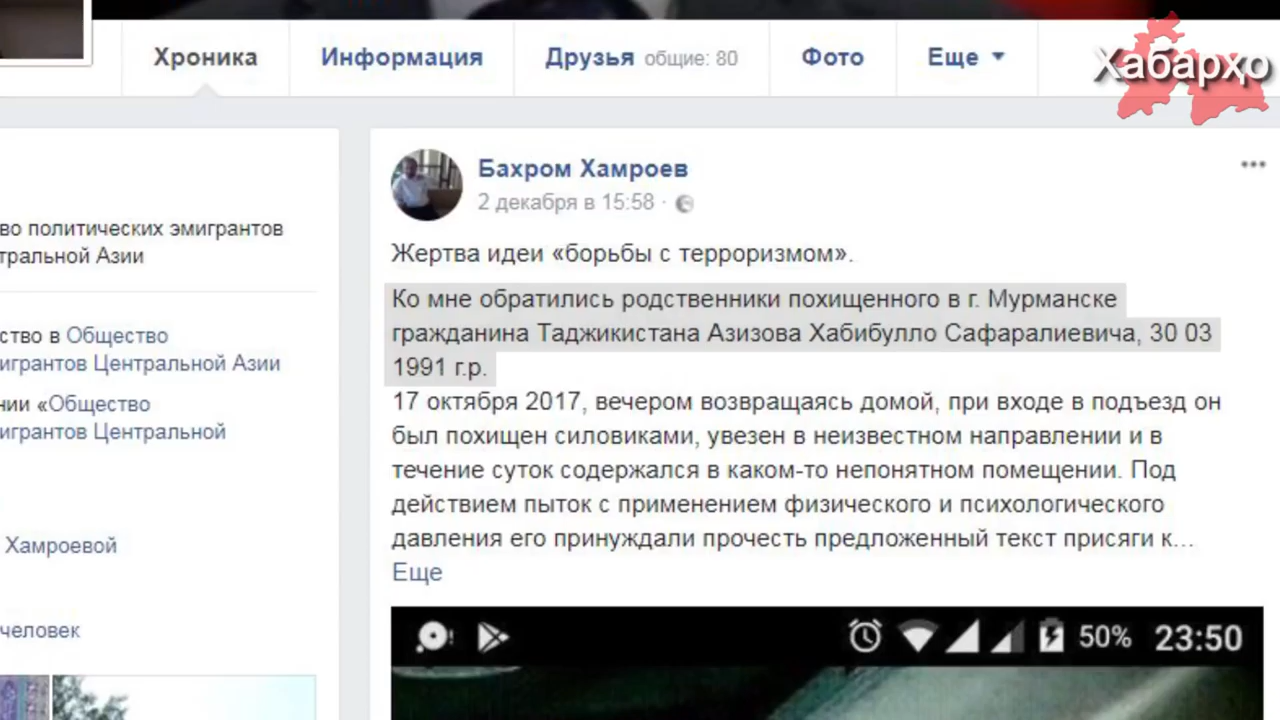 Хроника
Информация
Друзья общие: 80
Фото
Еще
Хабарҳо
во политических эмигрантов
тральной Азии
ство в Общество
игрантов Центральной Азии
нии «Общество
игрантов Центральной
Хамроевой
человек
Бахром Хамроев
2 декабря в 15:58 ·
Жертва идеи «борьбы с терроризмом».
Ко мне обратились родственники похищенного в г. Мурманске
гражданина Таджикистана Азизова Хабибулло Сафаралиевича, 30 03
1991 г.р.
17 октября 2017, вечером возвращаясь домой, при входе в подъезд он
был похищен силовиками, увезен в неизвестном направлении и в
течение суток содержался в каком-то непонятном помещении. Под
действием пыток с применением физического и психологического
давления его принуждали прочесть предложенный текст присяги к...
Еще
50% 23:50